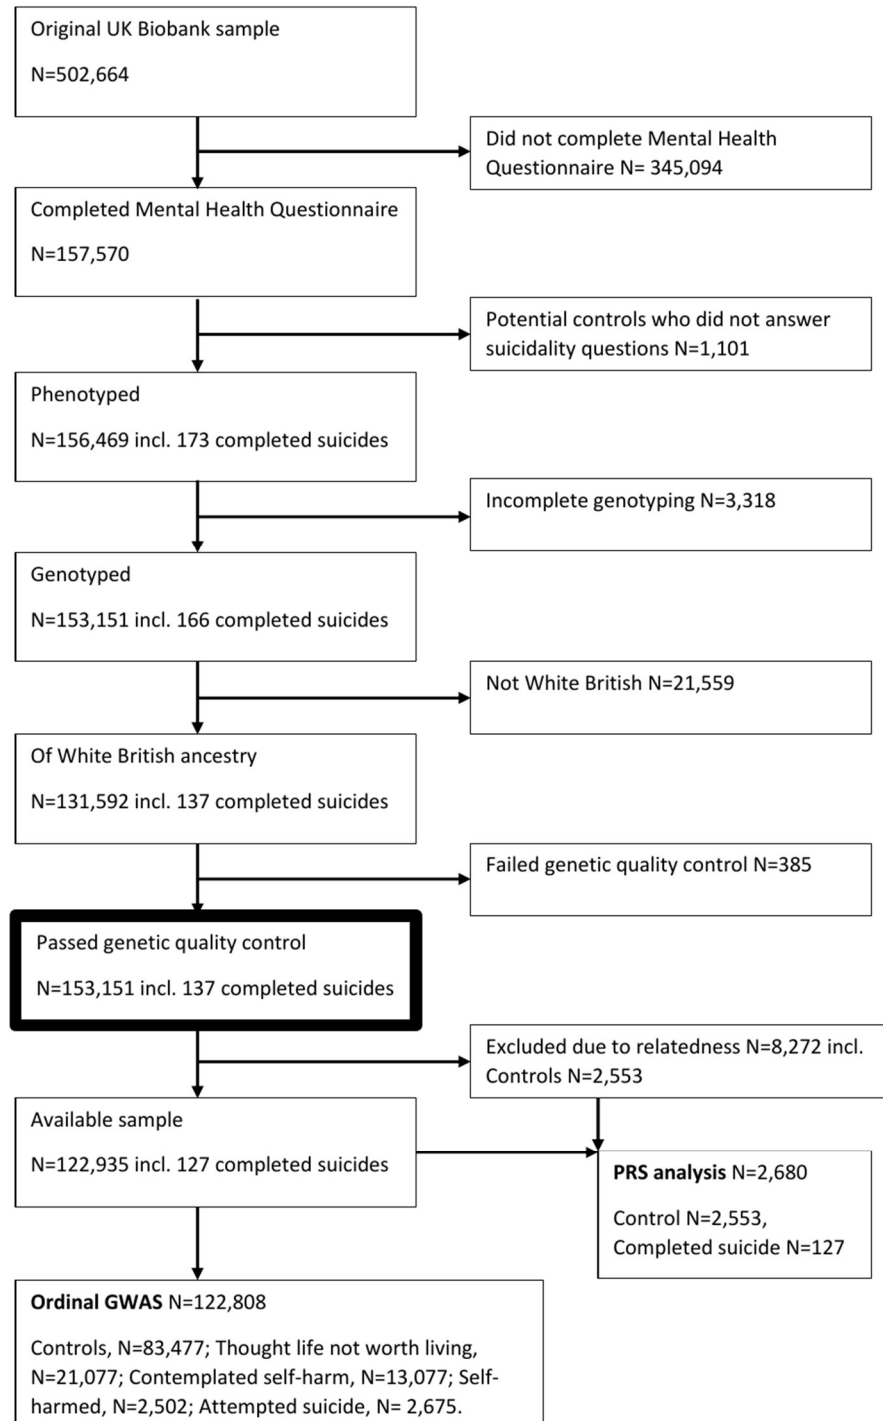 Original UK Biobank sample
N=502,664
Did not complete Mental Health
Questionnaire N= 345,094
Completed Mental Health Questionnaire
N=157,570
Potential controls who did not answer
suicidality questions N=1,101
Phenotyped
N=156,469 incl. 173 completed suicides
Incomplete genotyping N=3,318
Genotyped
N=153,151 incl. 166 completed suicides
Not White British N=21,559
Of White British ancestry
N=131,592 incl. 137 completed suicides
Failed genetic quality control N=385
Passed genetic quality control
N=153,151 incl. 137 completed suicides
Excluded due to relatedness N=8,272 incl.
Controls N=2,553
Available sample
N=122,935 incl. 127 completed suicides
PRS analysis N=2,680
Control N=2,553,
Completed suicide N=127
Ordinal GWAS N=122,808
Controls, N=83,477; Thought life not worth living,
N=21,077; Contemplated self-harm, N=13,077; Self-
harmed, N=2,502; Attempted suicide, N= 2,675.